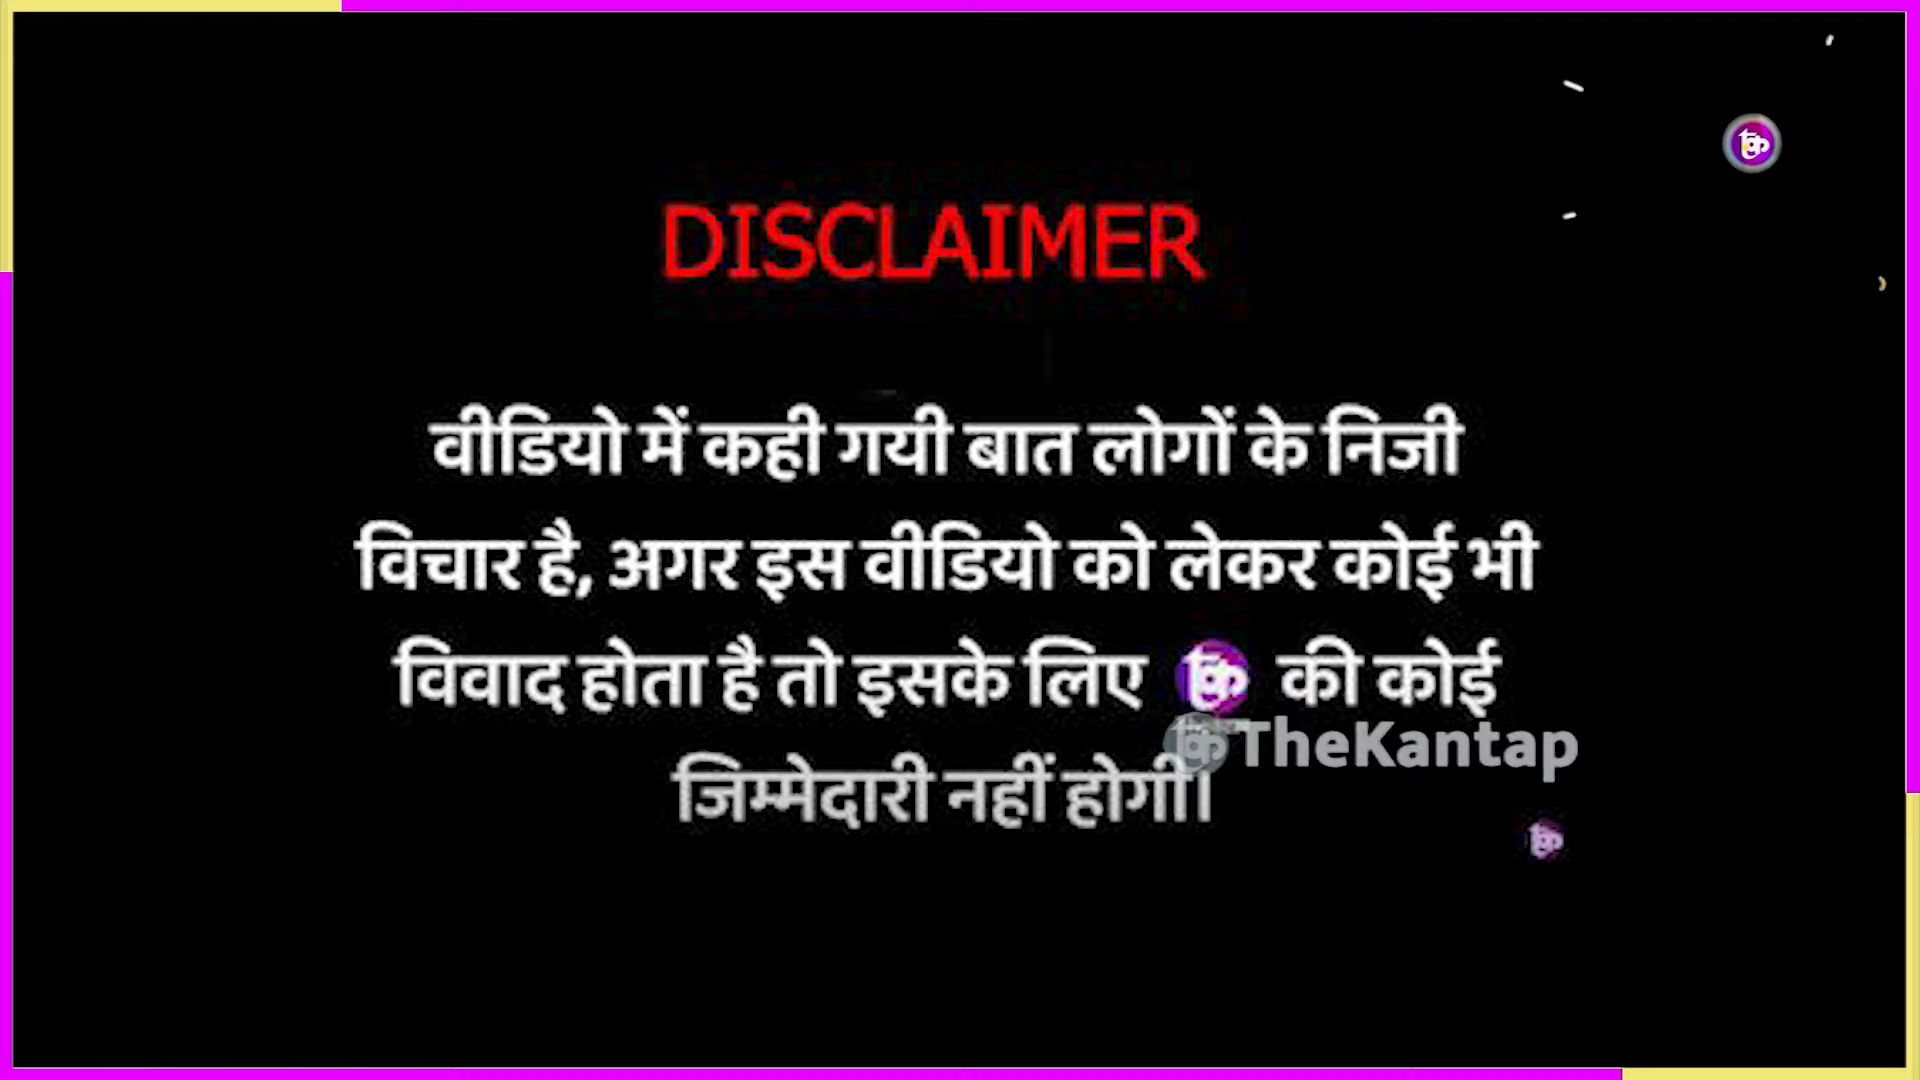 DISCLAIMER
वीडियो में कही गयी बात लोगों के निजी
विचार है, अगर इस वीडियो को लेकर कोई भी
विवाद होता है तो इसके लिए की कोई
TheKantap
जिम्मेदारी नहीं होगी।